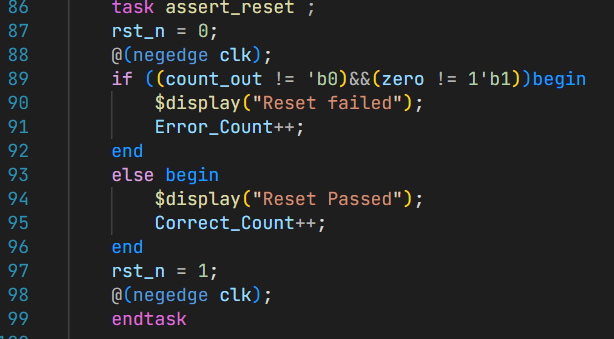 86 task assert_reset ;
87 rst_n = 0;
88 @(negedge clk);
89 if ((count_out != 'b0)&&(zero != 1'b1))begin
90 $display("Reset failed");
91 Error_Count++;
92 end
93 else begin
94 $display("Reset Passed");
95 Correct_Count++;
96 end
97 rst_n = 1;
98 @(negedge clk);
99 endtask